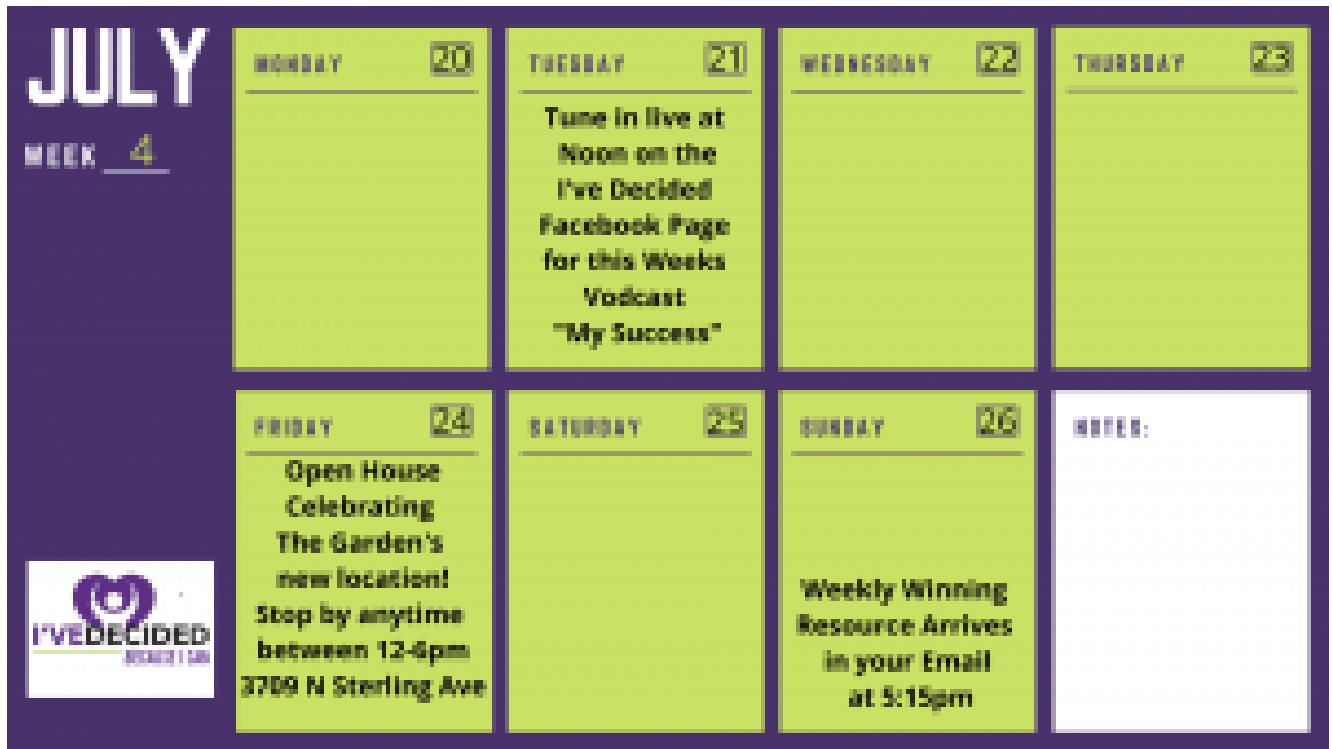 JULY
WEEK 4
MONDAY 20
TUESDAY 21
Tune in live at
Noon on the
I've Decided
Facebook Page
for this Weeks
Vodcast
"My Success"
WEDNESDAY 22
THURSDAY 23
FRIDAY 24
Open House
Celebrating
The Garden's
new location!
Stop by anytime
between 12-6pm
3709 N Sterling Ave
SATURDAY 25
SUNDAY 26
Weekly Winning
Resource Arrives
in your Email
at 5:15pm
NOTES:
I'VEDECIDED
BECAUSE I CAN